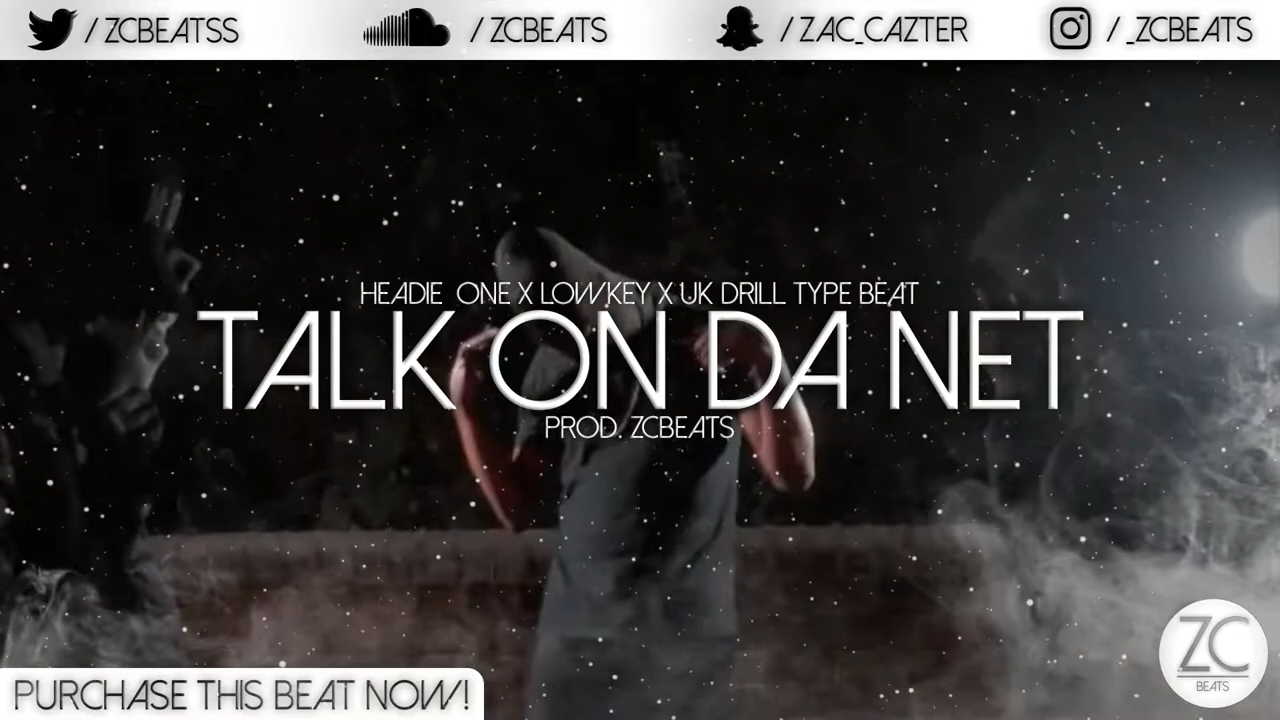 / ZCBEATSS
/ ZCBEATS
/ ZAC_CAZTER
/ _ZCBEATS
HEADIE ONE X LOWKEY X UK DRILL TYPE BEAT
TALK ON DA NET
PROD. ZCBEATS
PURCHASE THIS BEAT NOW!
ZC
BEATS